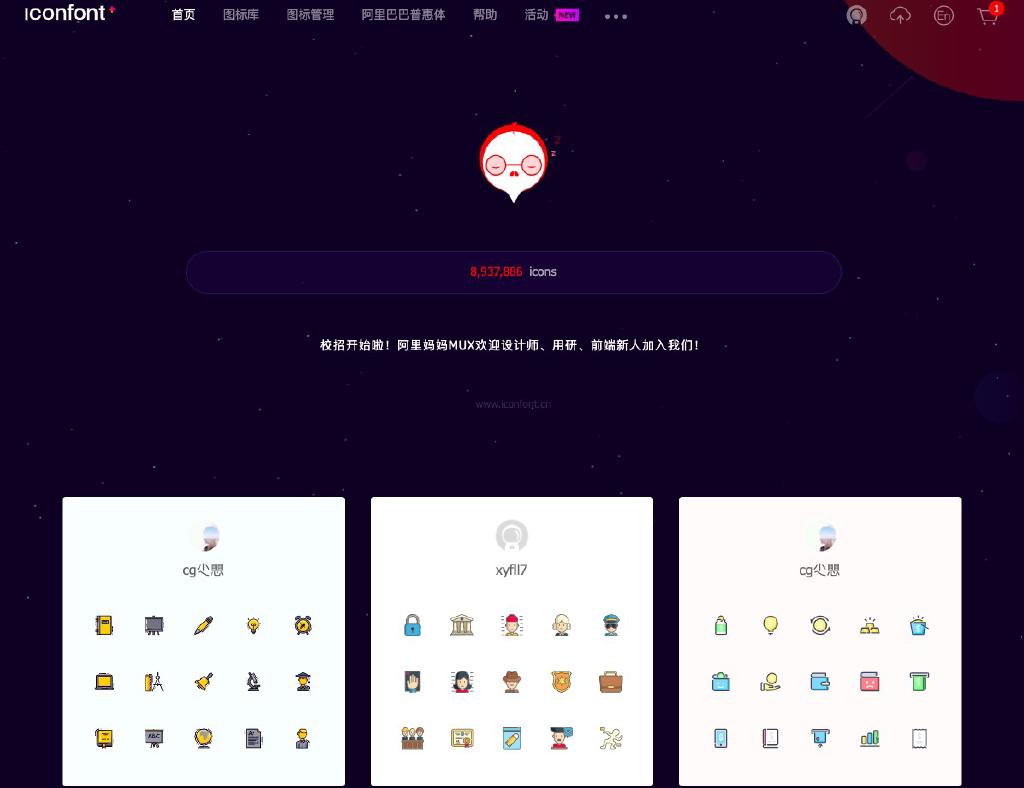 iconfont+
首页 图标库 图标管理 阿里巴巴普惠体 帮助 活动 NEW
En 1
z
z
8,937,886 icons
校招开始啦！阿里妈妈MUX欢迎设计师、用研、前端新人加入我们！
www.iconfont.cn
cg尐愳 xyfll7 cg尐愳
ABC